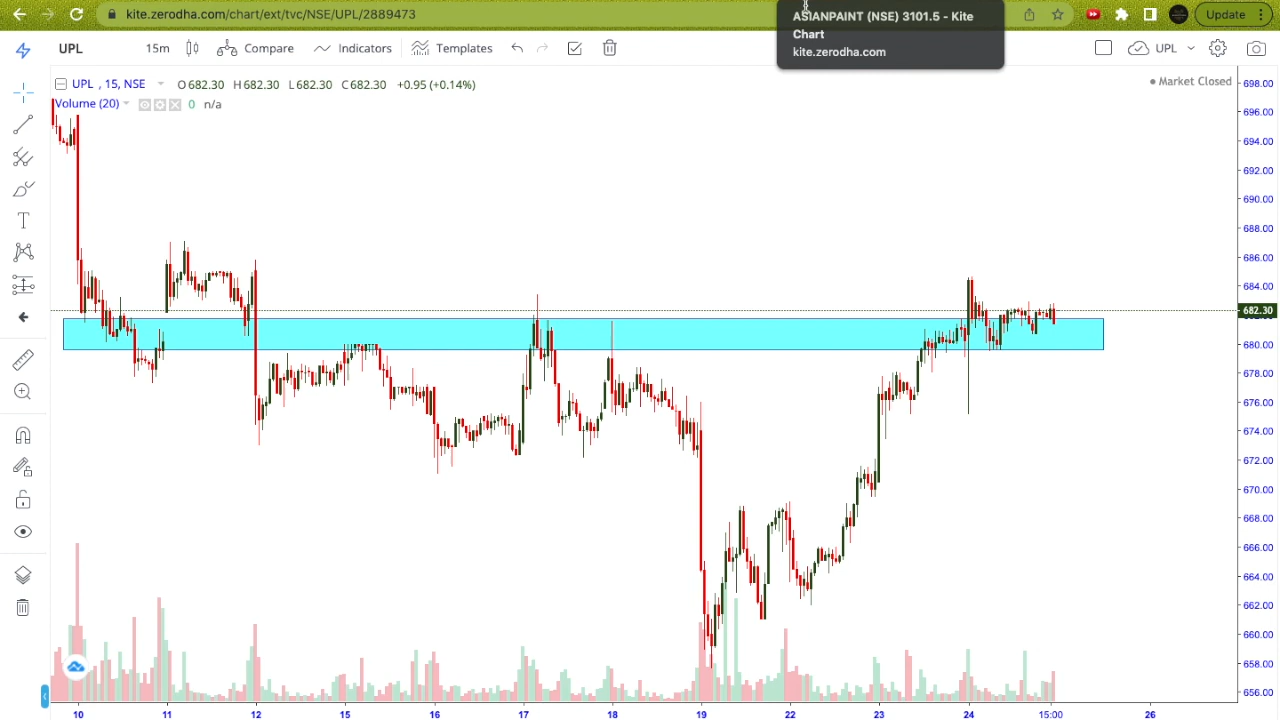 kite.zerodha.com/chart/ext/tvc/NSE/UPL/2889473
Update
ASIANPAINT (NSE) 3101.5 - Kite
Chart
kite.zerodha.com
UPL
15m
Compare
Indicators
Templates
UPL
UPL , 15, NSE
O682.30 H682.30 L682.30 C682.30 +0.95 (+0.14%)
Volume (20)
0 n/a
Market Closed
698.00
696.00
694.00
692.00
690.00
688.00
686.00
684.00
682.30
680.00
678.00
676.00
674.00
672.00
670.00
668.00
666.00
664.00
662.00
660.00
658.00
656.00
10 11 12 15 16 17 18 19 22 23 24 15:00 26